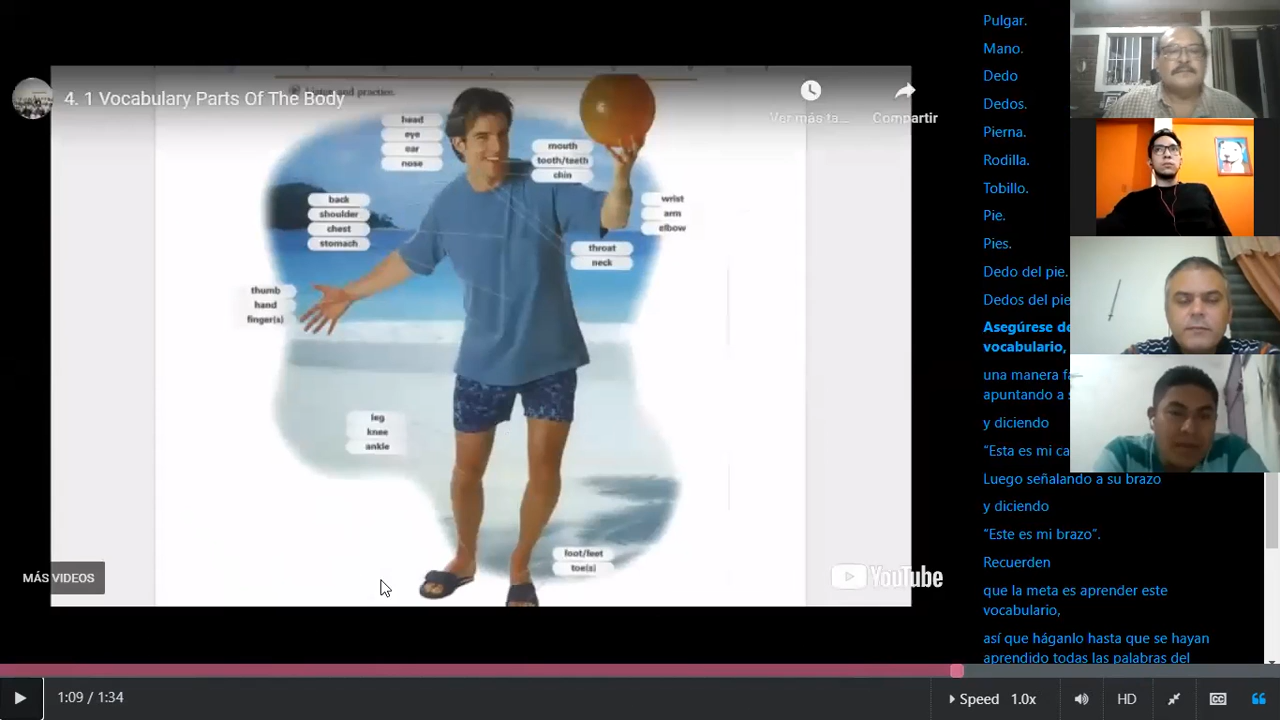 4. 1 Vocabulary Parts Of The Body
Listen and practice.
Ver más ta...
Compartir
head
eye
ear
nose
mouth
tooth/teeth
chin
back
shoulder
chest
stomach
wrist
arm
elbow
throat
neck
thumb
hand
finger(s)
leg
knee
ankle
foot/feet
toe(s)
MÁS VIDEOS
YouTube
1:09 / 1:34
Speed 1.0x
HD
CC
Pulgar.
Mano.
Dedo
Dedos.
Pierna.
Rodilla.
Tobillo.
Pie.
Pies.
Dedo del pie.
Dedos del pie
Asegúrese de
vocabulario,
una manera
apuntando a
y diciendo
“Esta es mi
Luego señalando a su brazo
y diciendo
“Este es mi brazo”.
Recuerden
que la meta es aprender este
vocabulario,
así que háganlo hasta que se hayan
aprendido todas las palabras del